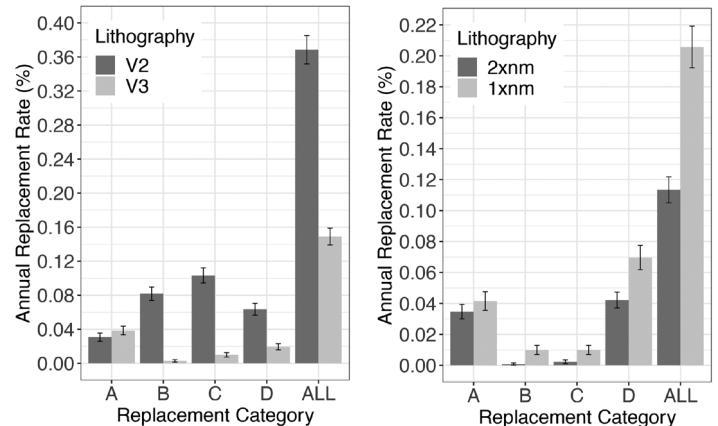 Annual Replacement Rate (%)
0.40
0.36
0.32
0.28
0.24
0.20
0.16
0.12
0.08
0.04
0.00
Lithography
V2
V3
A B C D ALL
Replacement Category
Annual Replacement Rate (%)
0.22
0.20
0.18
0.16
0.14
0.12
0.10
0.08
0.06
0.04
0.02
0.00
Lithography
2xnm
1xnm
A B C D ALL
Replacement Category